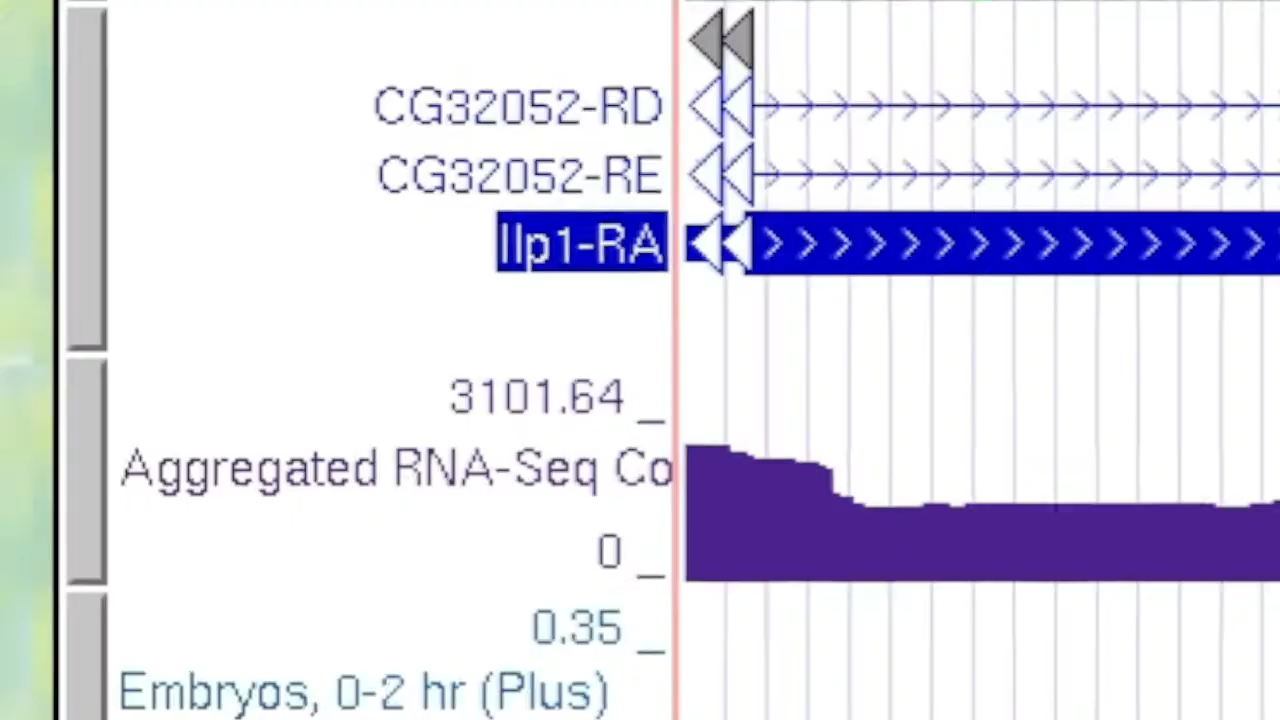 CG32052-RD
CG32052-RE
Ilp1-RA
3101.64 _
Aggregated RNA-Seq Co
0 _
0.35 _
Embryos, 0-2 hr (Plus)